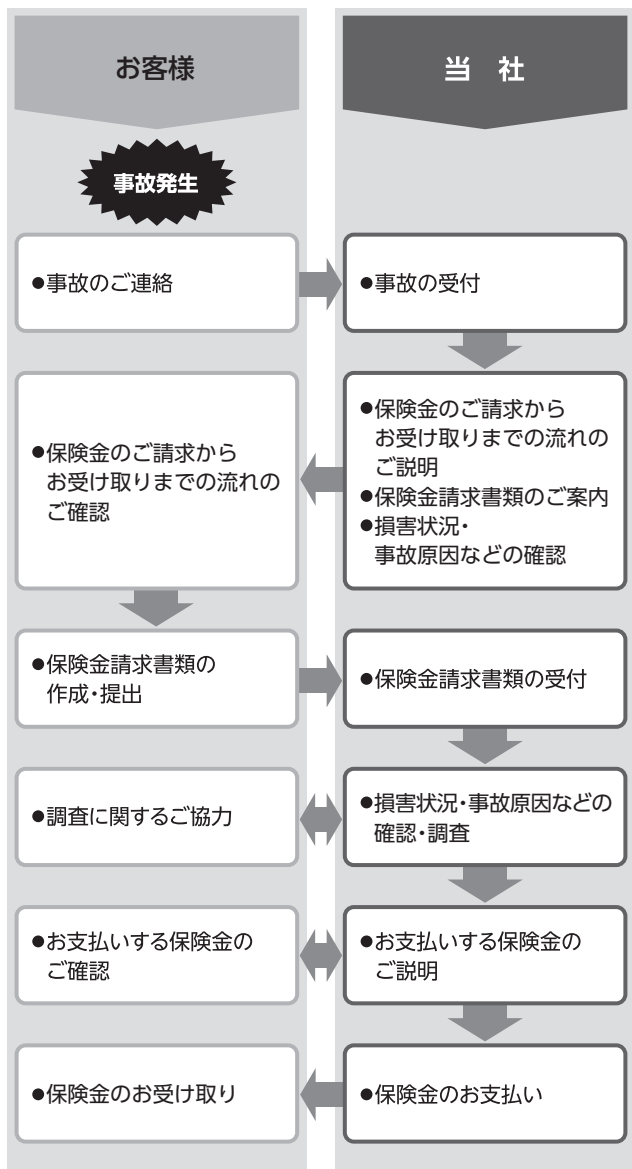 お客様
当　社
事故発生
●事故のご連絡
●事故の受付
●保険金のご請求から
お受け取りまでの流れの
ご説明
●保険金請求書類のご案内
●損害状況・
事故原因などの確認
●保険金のご請求から
お受け取りまでの流れの
ご確認
●保険金請求書類の
作成・提出
●保険金請求書類の受付
●調査に関するご協力
●損害状況・事故原因などの
確認・調査
●お支払いする保険金の
ご確認
●お支払いする保険金の
ご説明
●保険金のお受け取り
●保険金のお支払い